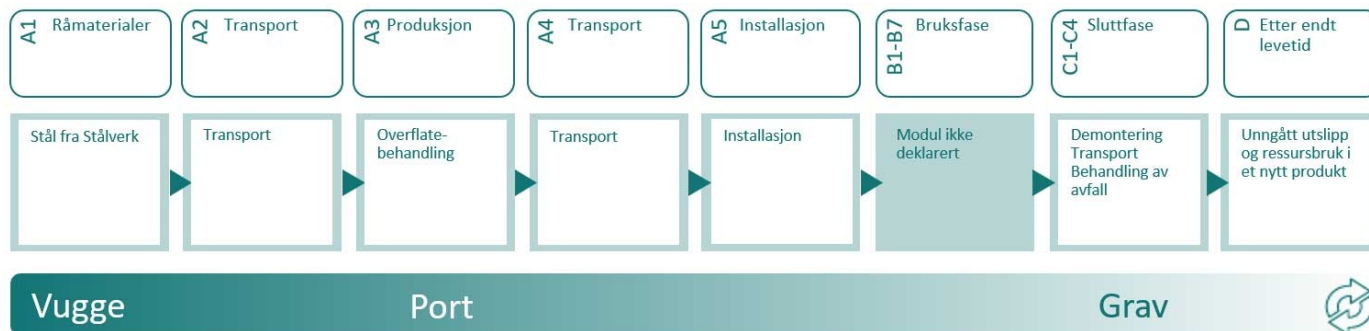 A1 Råmaterialer
A2 Transport
A3 Produksjon
A4 Transport
A5 Installasjon
B1-B7 Bruksfase
C1-C4 Sluttfase
D Etter endt
levetid
Stål fra Stålverk
Transport
Overflate-
behandling
Transport
Installasjon
Modul ikke
deklarert
Demontering
Transport
Behandling av
avfall
Unngått utslipp
og ressursbruk i
et nytt produkt
Vugge
Port
Grav